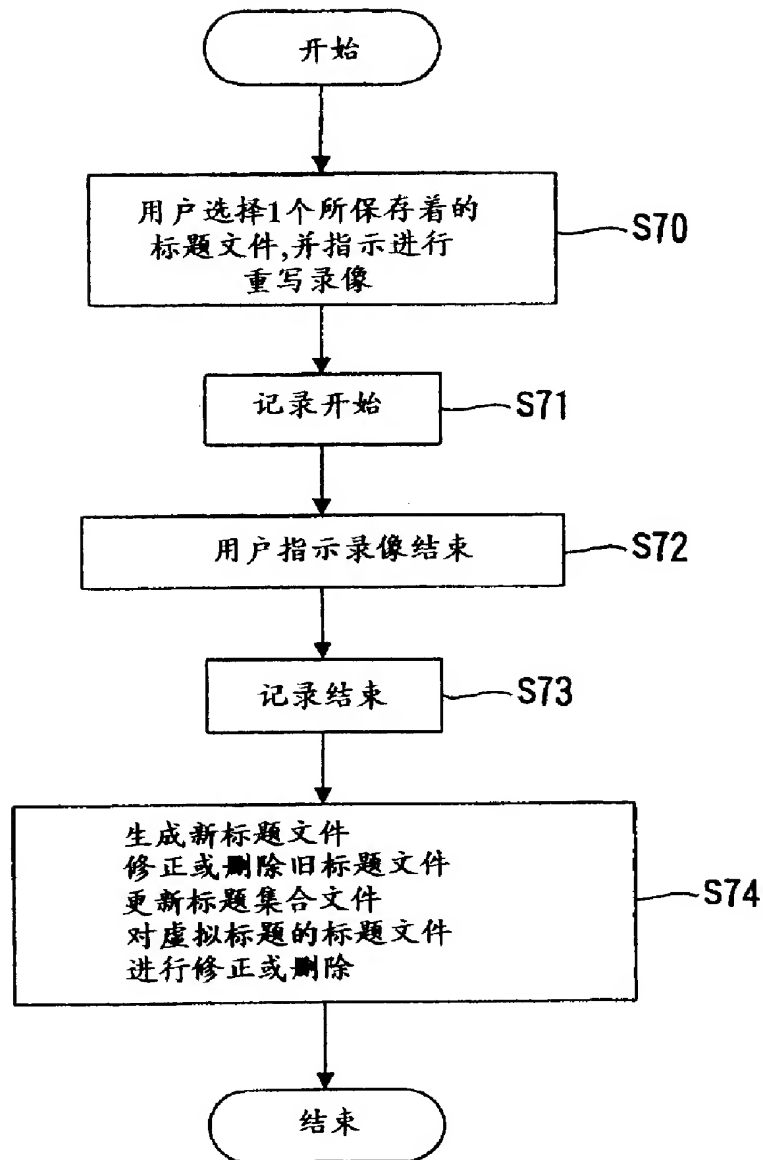 开始
用户选择1个所保存着的
标题文件,并指示进行
重写录像
S70
记录开始
S71
用户指示录像结束
S72
记录结束
S73
生成新标题文件
修正或删除旧标题文件
更新标题集合文件
对虚拟标题的标题文件
进行修正或删除
S74
结束